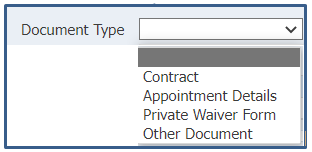 Document Type
Contract
Appointment Details
Private Waiver Form
Other Document